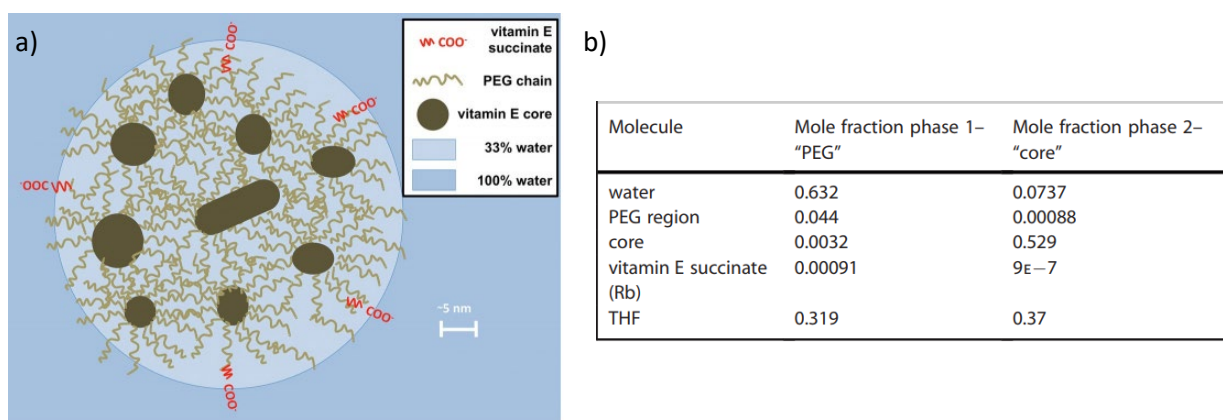 a)
vitamin E
succinate
COO-
PEG chain
vitamin E core
33% water
100% water
COO-
COO-
-OOC
COO-
COO-
~5 nm
b)
Molecule
Mole fraction phase 1–
“PEG”
Mole fraction phase 2–
“core”
water 0.632 0.0737
PEG region 0.044 0.00088
core 0.0032 0.529
vitamin E succinate 0.00091 9E−7
(Rb)
THF 0.319 0.37